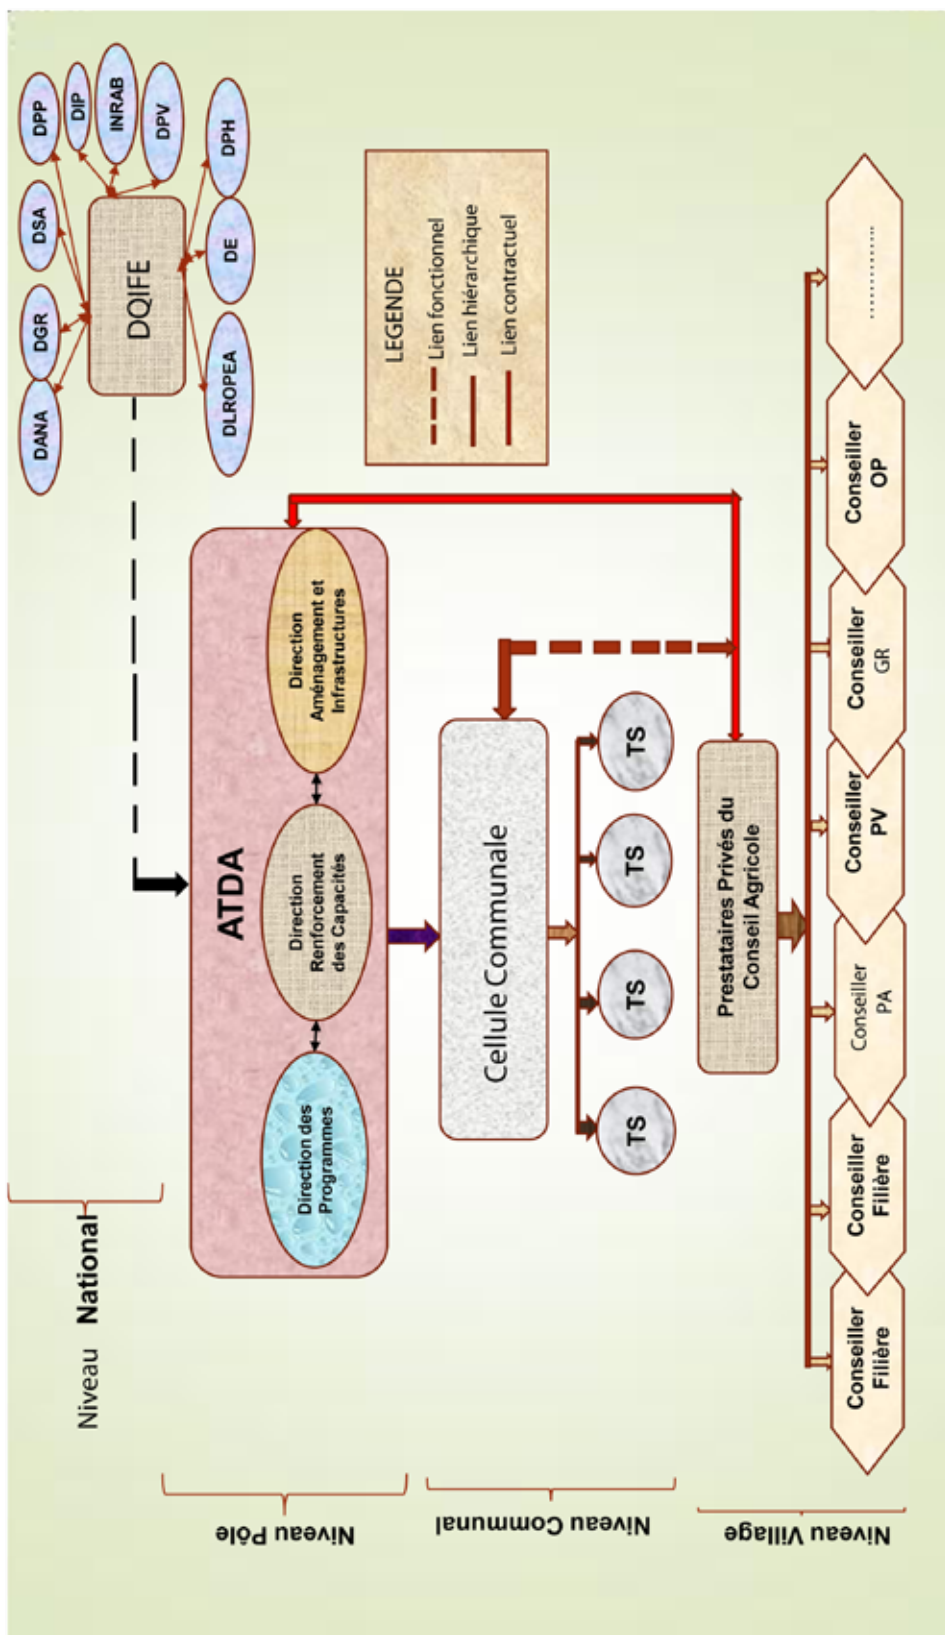 Niveau National
DANA
DGR
DSA
DPP
DIP
INRAB
DPV
DPH
DE
DLROPEA
DQIFE
Niveau Pôle
ATDA
Direction des
Programmes
Direction
Renforcement
des Capacités
Direction
Aménagement et
Infrastructures
LEGENDE
Lien fonctionnel
Lien hiérarchique
Lien contractuel
Niveau Communal
Cellule Communale
TS
TS
TS
TS
Niveau Village
Prestataires Privés du
Conseil Agricole
Conseiller
Filière
Conseiller
Filière
Conseiller
PA
Conseiller
PV
Conseiller
GR
Conseiller
OP
................